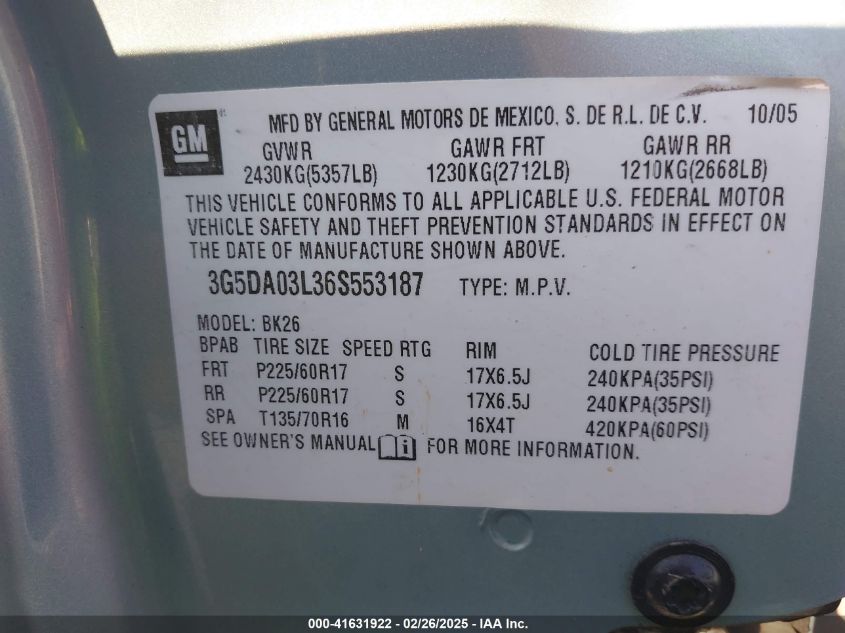 GM
MFD BY GENERAL MOTORS DE MEXICO, S. DE R.L. DE C.V. 10/05
GVWR GAWR FRT GAWR RR
2430KG(5357LB) 1230KG(2712LB) 1210KG(2668LB)
THIS VEHICLE CONFORMS TO ALL APPLICABLE U.S. FEDERAL MOTOR
VEHICLE SAFETY AND THEFT PREVENTION STANDARDS IN EFFECT ON
THE DATE OF MANUFACTURE SHOWN ABOVE.
3G5DA03L36S553187 TYPE: M.P.V.
MODEL: BK26
BPAB TIRE SIZE SPEED RTG RIM COLD TIRE PRESSURE
FRT P225/60R17 S 17X6.5J 240KPA(35PSI)
RR P225/60R17 S 17X6.5J 240KPA(35PSI)
SPA T135/70R16 M 16X4T 420KPA(60PSI)
SEE OWNER'S MANUAL i FOR MORE INFORMATION.
000-41631922 / 02/26/2025 - IAA Inc.